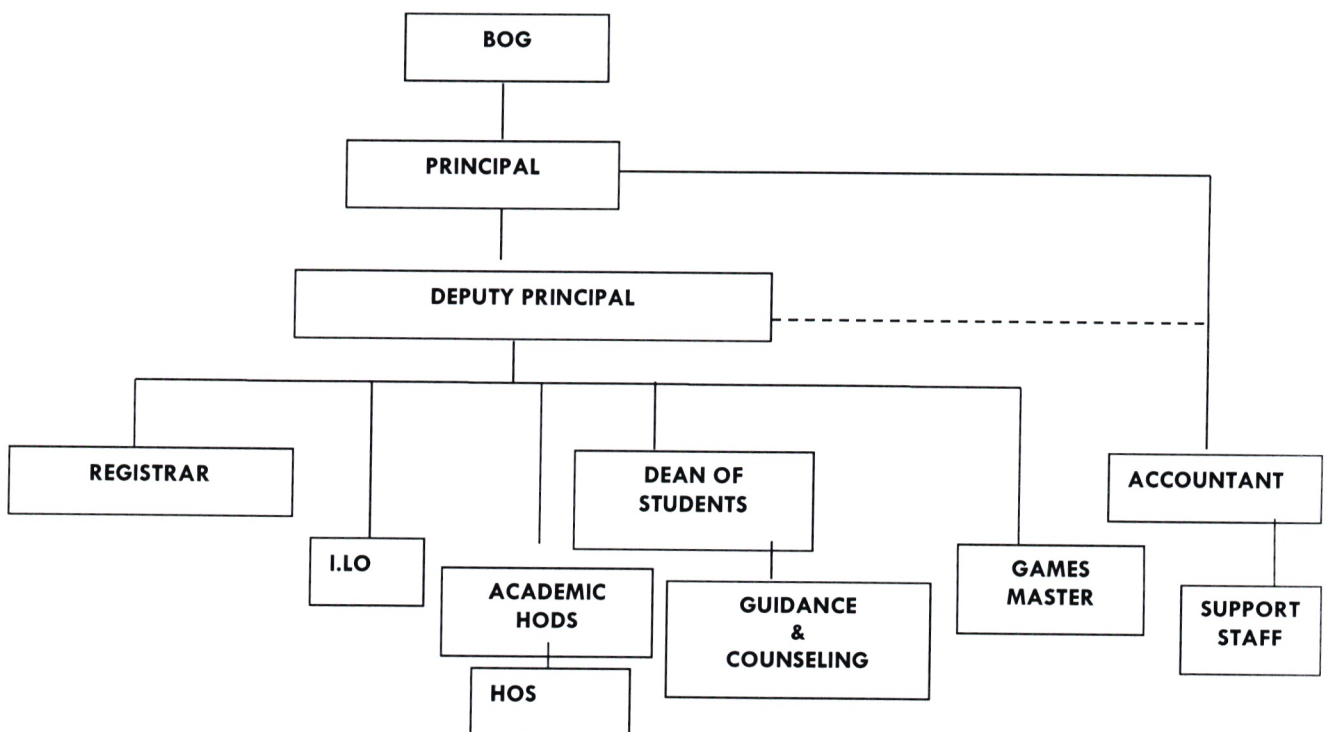 BOG
PRINCIPAL
DEPUTY PRINCIPAL
REGISTRAR
DEAN OF
STUDENTS
ACCOUNTANT
I.LO
ACADEMIC
HODS
GUIDANCE
&
COUNSELING
GAMES
MASTER
SUPPORT
STAFF
HOS